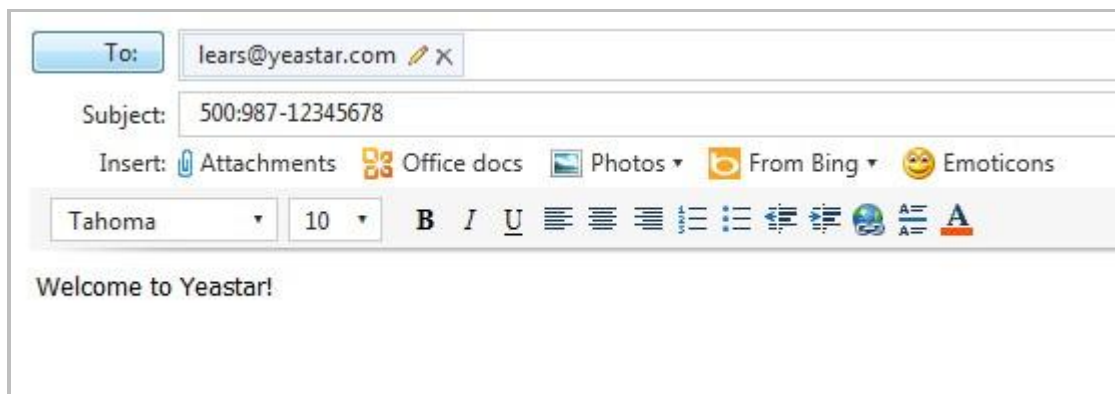 To: lears@yeastar.com
Subject: 500:987-12345678
Insert: Attachments Office docs Photos From Bing Emoticons
Tahoma 10 B I U A
Welcome to Yeastar!